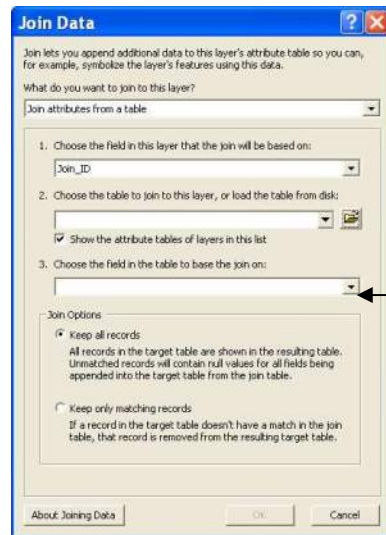 Join Data
Join lets you append additional data to this layer's attribute table so you can,
for example, symbolize the layer's features using this data.
What do you want to join to this layer?
Join attributes from a table
1. Choose the field in this layer that the join will be based on:
Join_ID
2. Choose the table to join to this layer, or load the table from disk:
Show the attribute tables of layers in this list
3. Choose the field in the table to base the join on:
Join Options
Keep all records
All records in the target table are shown in the resulting table.
Unmatched records will contain null values for all fields being
appended into the target table from the join table.
Keep only matching records
If a record in the target table doesn't have a match in the join
table, that record is removed from the resulting target table.
About Joining Data
OK
Cancel